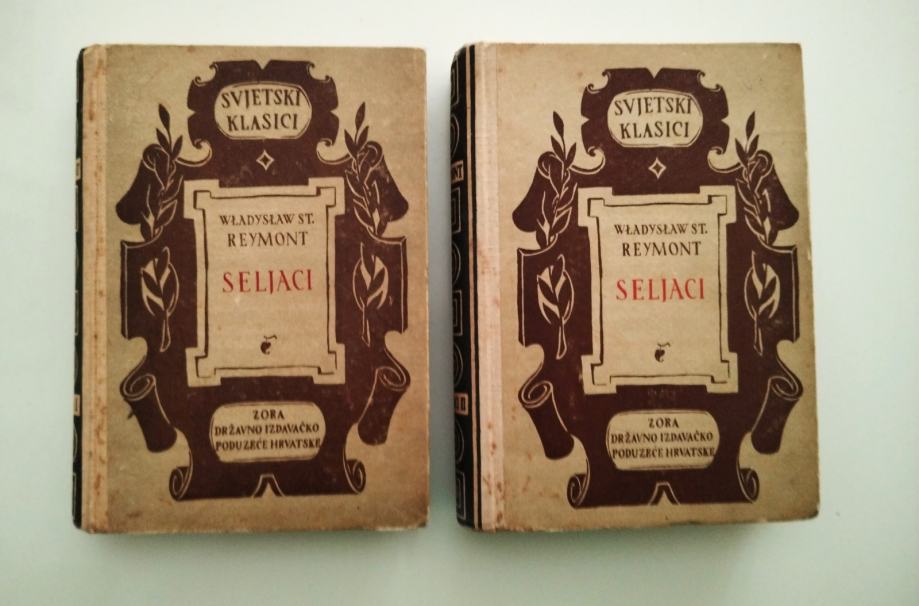 SVJETSKI
KLASICI
WŁADYSŁAW ST.
REYMONT
SELJACI
ZORA
DRŽAVNO IZDAVAČKO
PODUZEĆE HRVATSKE
SVJETSKI
KLASICI
WŁADYSŁAW ST.
REYMONT
SELJACI
ZORA
DRŽAVNO IZDAVAČKO
PODUZEĆE HRVATSKE